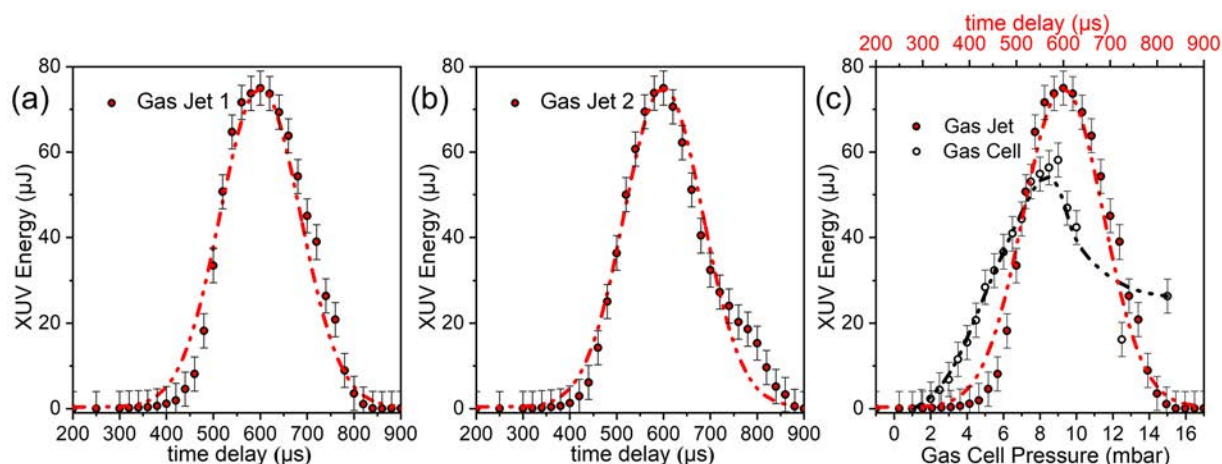 (a)
Gas Jet 1
XUV Energy (μJ)
80
60
40
20
0
200 300 400 500 600 700 800 900
time delay (μs)
(b)
Gas Jet 2
XUV Energy (μJ)
80
60
40
20
0
200 300 400 500 600 700 800 900
time delay (μs)
time delay (μs)
200 300 400 500 600 700 800 900
(c)
Gas Jet
Gas Cell
XUV Energy (μJ)
80
60
40
20
0
0 2 4 6 8 10 12 14 16
Gas Cell Pressure (mbar)